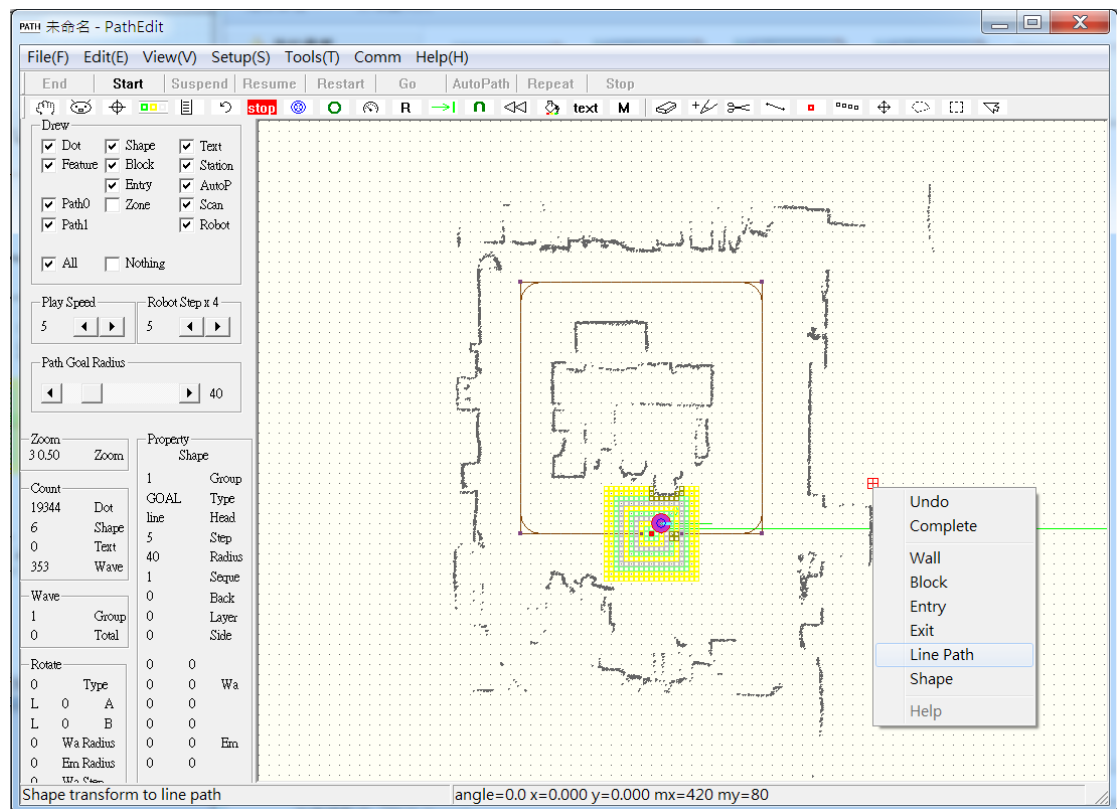 PATH 未命名 - PathEdit
File(F) Edit(E) View(V) Setup(S) Tools(T) Comm Help(H)
End Start Suspend Resume Restart Go AutoPath Repeat Stop
stop R text M
Drew
Dot Shape Text
Feature Block Station
Entry AutoP
Path0 Zone Scan
Path1 Robot
All Nothing
Play Speed Robot Step x 4
5 5
Path Goal Radius
40
Zoom
3 0.50 Zoom
Count
19344 Dot
6 Shape
0 Text
353 Wave
Wave
1 Group
0 Total
Rotate
0 Type
L 0 A
L 0 B
0 Wa Radius
0 Em Radius
0 Wa Step
Property
Shape
1 Group
GOAL Type
line Head
5 Step
40 Radius
1 Seque
0 Back
0 Layer
0 Side
0 0
0 0 Wa
0 0
0 0
0 0 Em
0 0
Undo
Complete
Wall
Block
Entry
Exit
Line Path
Shape
Help
Shape transform to line path angle=0.0 x=0.000 y=0.000 mx=420 my=80